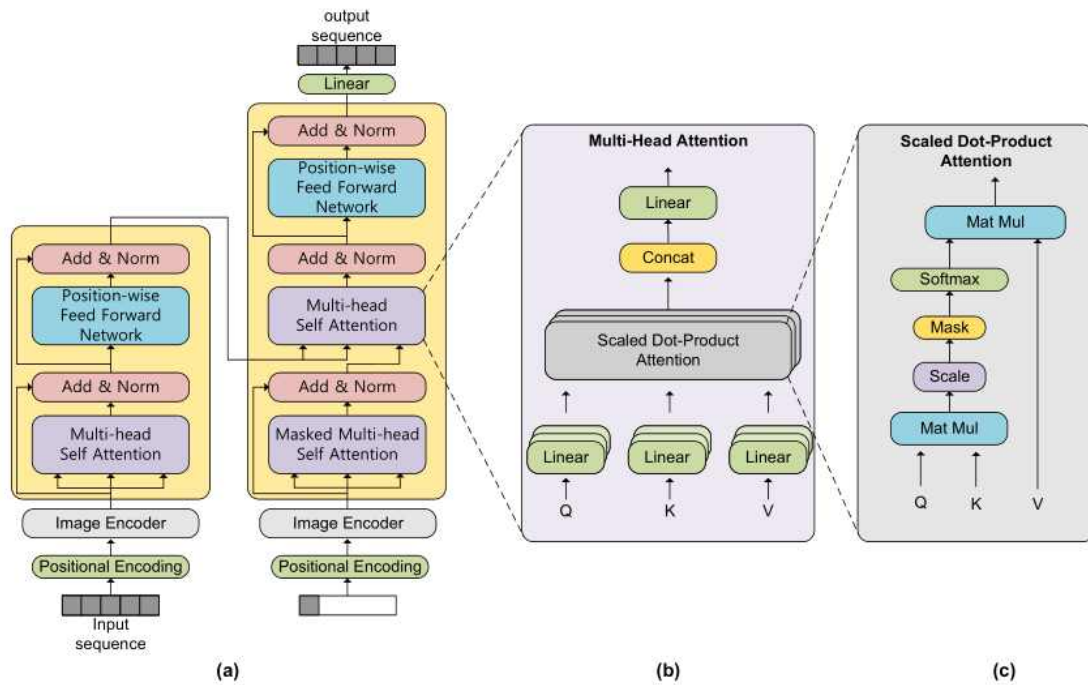 output
sequence
Linear
Add & Norm
Position-wise
Feed Forward
Network
Add & Norm
Multi-head
Self Attention
Add & Norm
Masked Multi-head
Self Attention
Image Encoder
Positional Encoding
Add & Norm
Position-wise
Feed Forward
Network
Add & Norm
Multi-head
Self Attention
Image Encoder
Positional Encoding
Input
sequence
(a)
Multi-Head Attention
Linear
Concat
Scaled Dot-Product
Attention
Linear
Linear
Linear
Q
K
V
(b)
Scaled Dot-Product
Attention
Mat Mul
Softmax
Mask
Scale
Mat Mul
Q
K
V
(c)